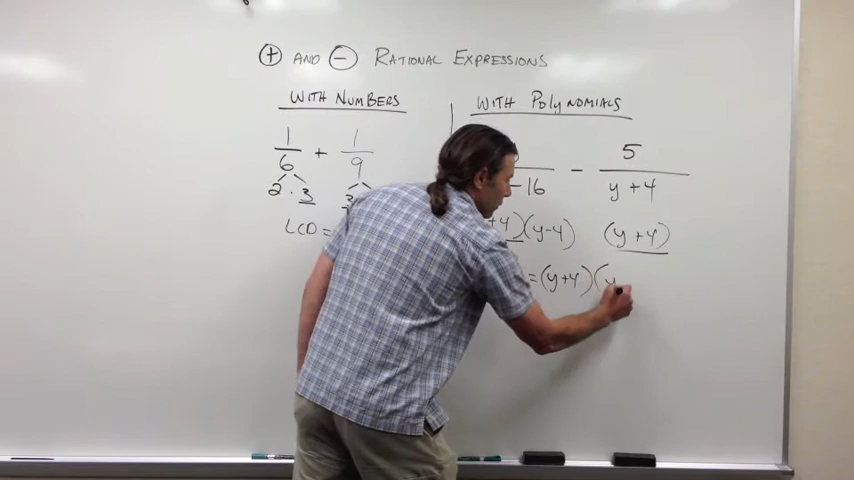 + AND - RATIONAL EXPRESSIONS
WITH NUMBERS
1/6 + 1/9
2 · 3
3
LCD =
WITH POLYNOMIALS
-16 - 5/(y+4)
+4)(y-4) (y+4)
=(y+4)(y